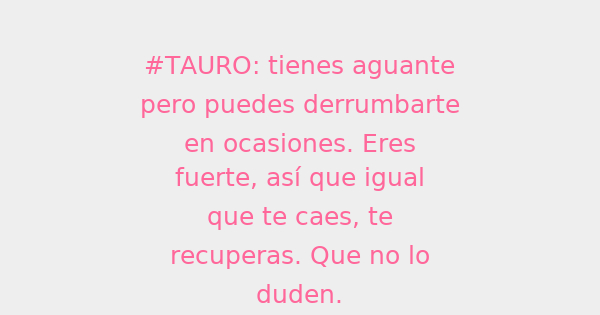 #TAURO: tienes aguante
pero puedes derrumbarte
en ocasiones. Eres
fuerte, así que igual
que te caes, te
recuperas. Que no lo
duden.